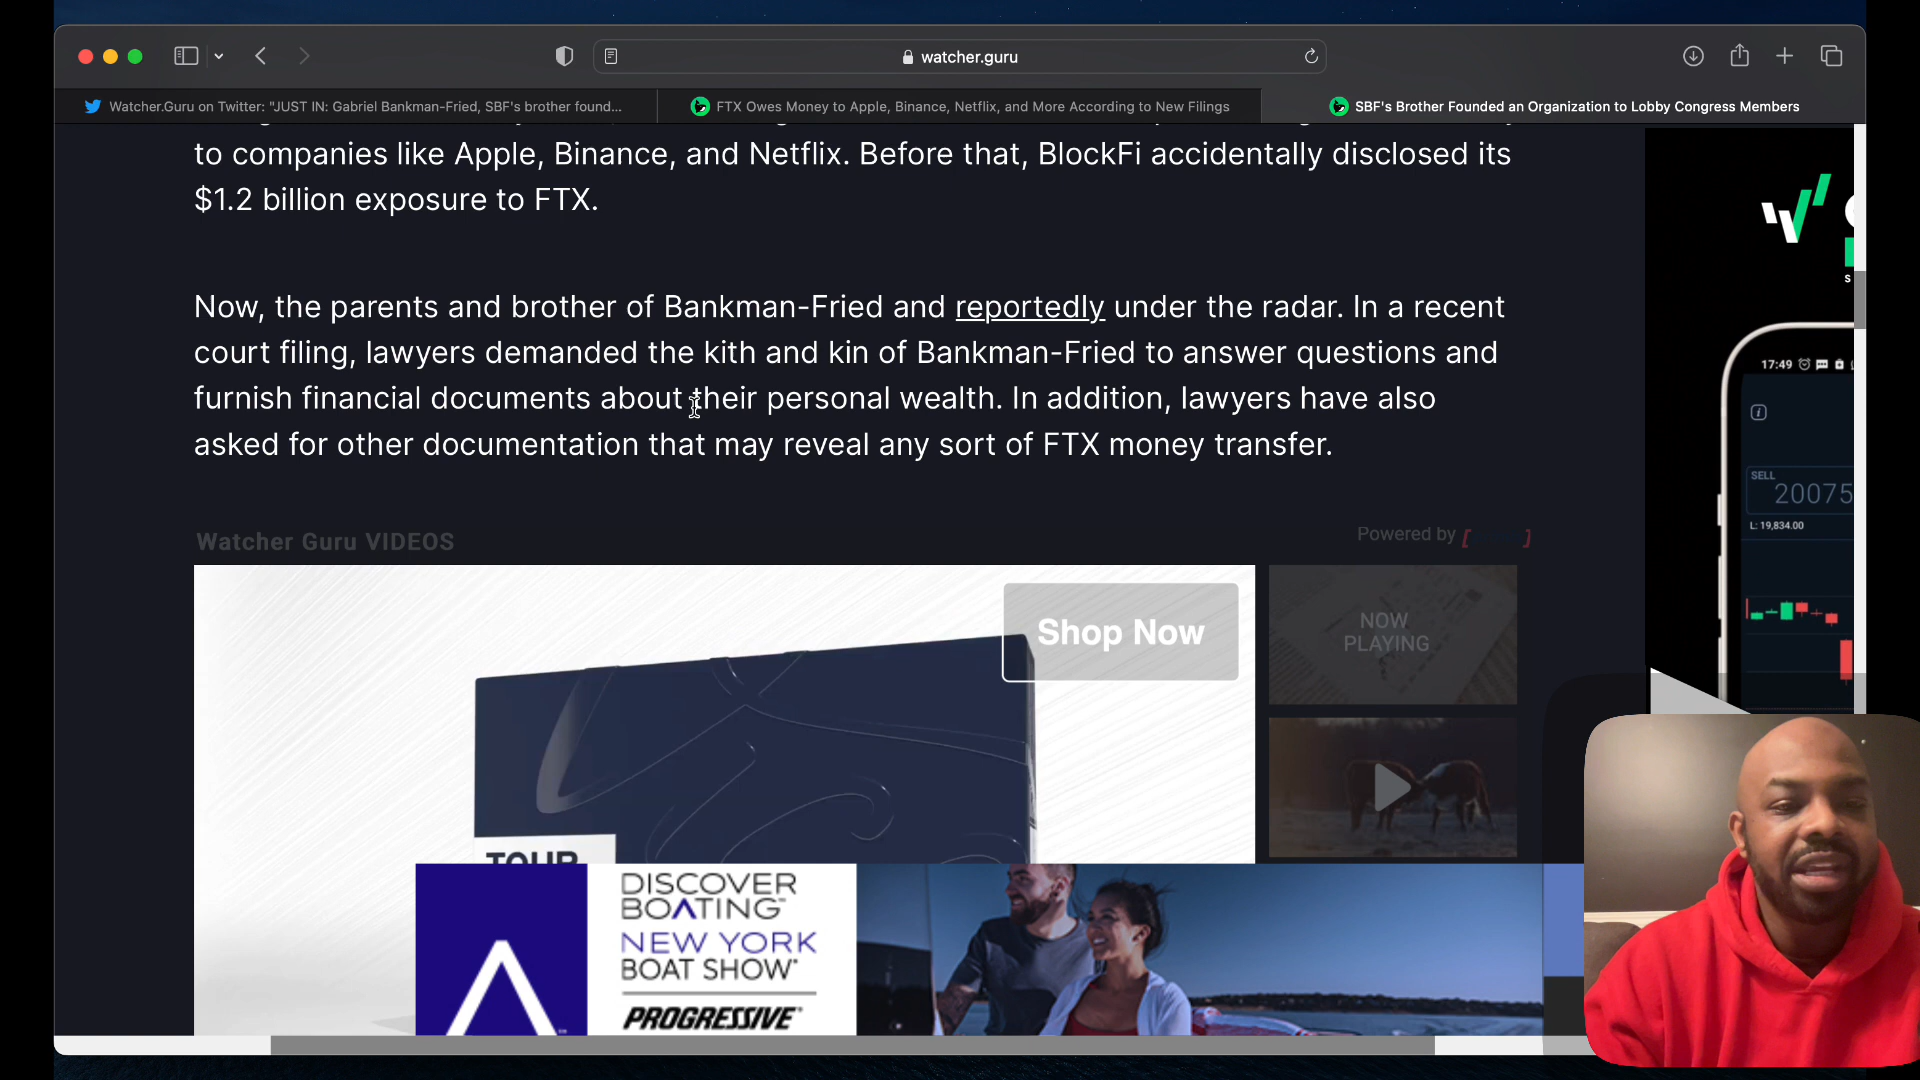 watcher.guru
Watcher.Guru on Twitter: "JUST IN: Gabriel Bankman-Fried, SBF's brother found...
FTX Owes Money to Apple, Binance, Netflix, and More According to New Filings
SBF's Brother Founded an Organization to Lobby Congress Members
to companies like Apple, Binance, and Netflix. Before that, BlockFi accidentally disclosed its
$1.2 billion exposure to FTX.
Now, the parents and brother of Bankman-Fried and reportedly under the radar. In a recent
court filing, lawyers demanded the kith and kin of Bankman-Fried to answer questions and
furnish financial documents about their personal wealth. In addition, lawyers have also
asked for other documentation that may reveal any sort of FTX money transfer.
Watcher Guru VIDEOS
Powered by
Shop Now
NOW
PLAYING
TOUR
DISCOVER
BOATING
NEW YORK
BOAT SHOW
PROGRESSIVE
17:49
SELL
20075
L: 19,834.00
S